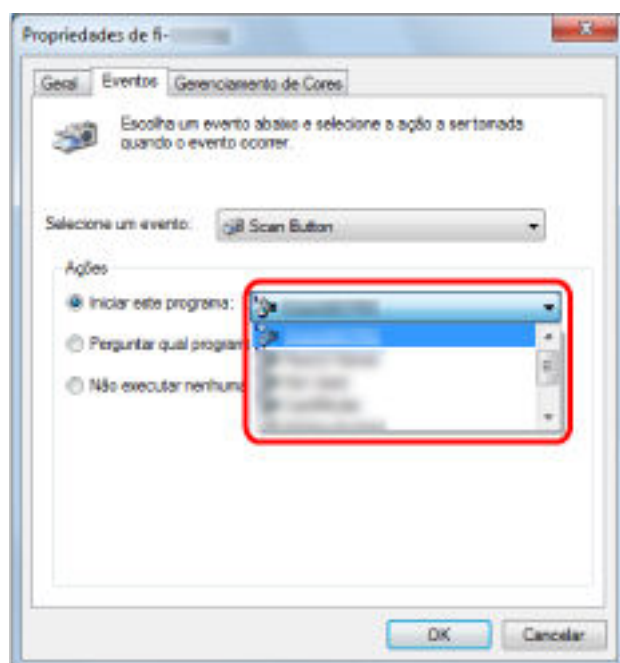 Propriedades de fi-
Geral Eventos Gerenciamento de Cores
Escolha um evento abaixo e selecione a ação a ser tomada
quando o evento ocorrer.
Selecione um evento: Scan Button
Ações
Iniciar este programa:
Perguntar qual program
Não executar nenhuma
OK Cancelar